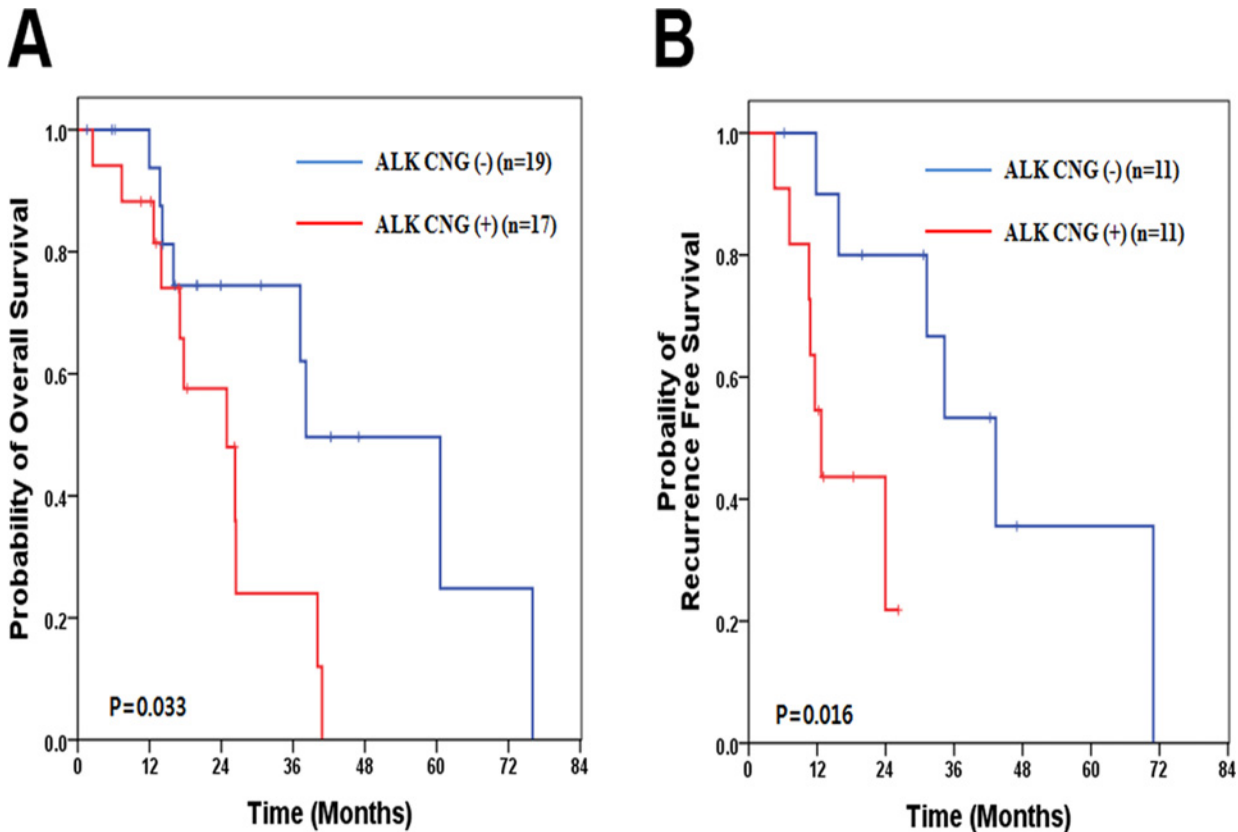 A
Probability of Overall Survival
1.0
0.8
0.6
0.4
0.2
0.0
ALK CNG (-) (n=19)
ALK CNG (+) (n=17)
P=0.033
0 12 24 36 48 60 72 84
Time (Months)
B
Probaility of
Recurrence Free Survival
1.0
0.8
0.6
0.4
0.2
0.0
ALK CNG (-) (n=11)
ALK CNG (+) (n=11)
P=0.016
0 12 24 36 48 60 72 84
Time (Months)